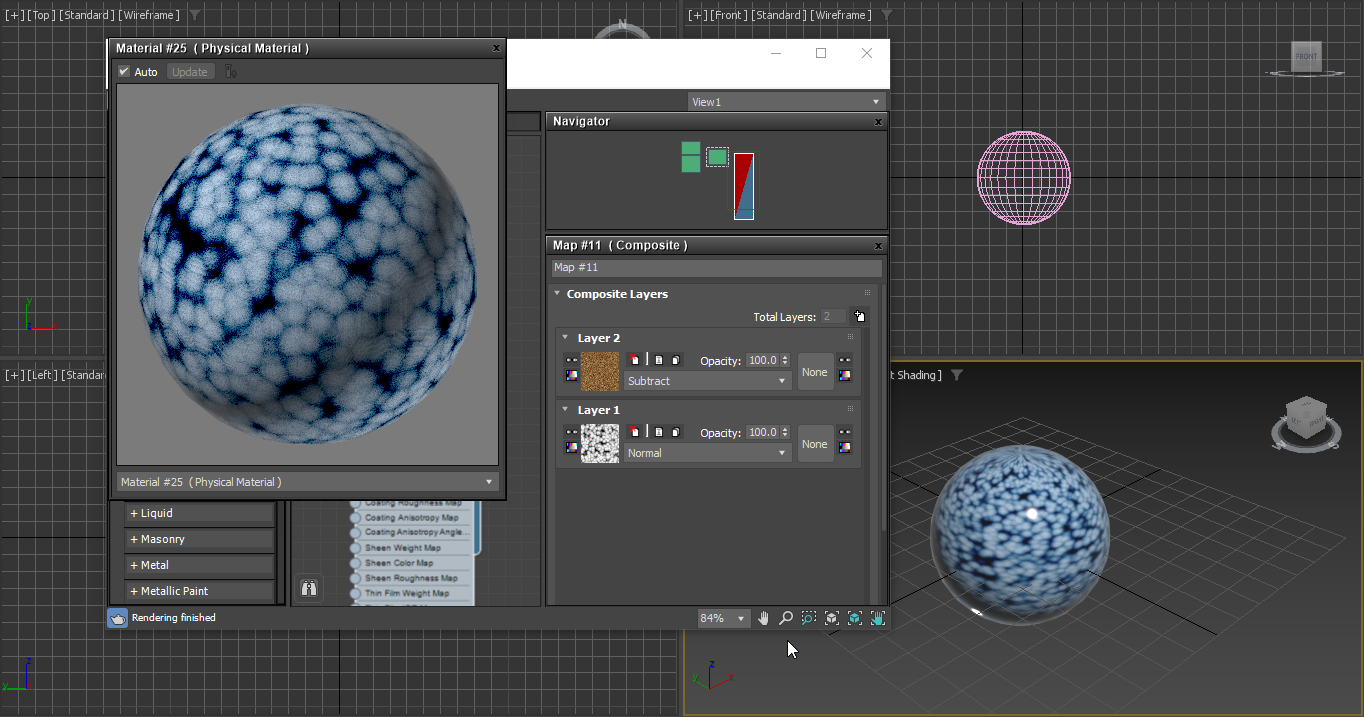 [+] [Top ] [Standard ] [Wireframe ]
N
[+] [Front ] [Standard ] [Wireframe ]
FRONT
Material #25 ( Physical Material )
x
Auto
Update
View1
Navigator
x
Map #11 ( Composite )
x
Map #11
Composite Layers
Total Layers: 2
Layer 2
Opacity: 100.0
None
Subtract
Layer 1
Opacity: 100.0
None
Normal
y
[+] [Left ] [Standar
t Shading ]
Material #25 ( Physical Material )
+ Liquid
+ Masonry
+ Metal
+ Metallic Paint
Coating Roughness Map
Coating Anisotropy Map
Coating Anisotropy Angle...
Sheen Weight Map
Sheen Color Map
Sheen Roughness Map
Thin Film Weight Map
Rendering finished
84%
z
y
z
y
x